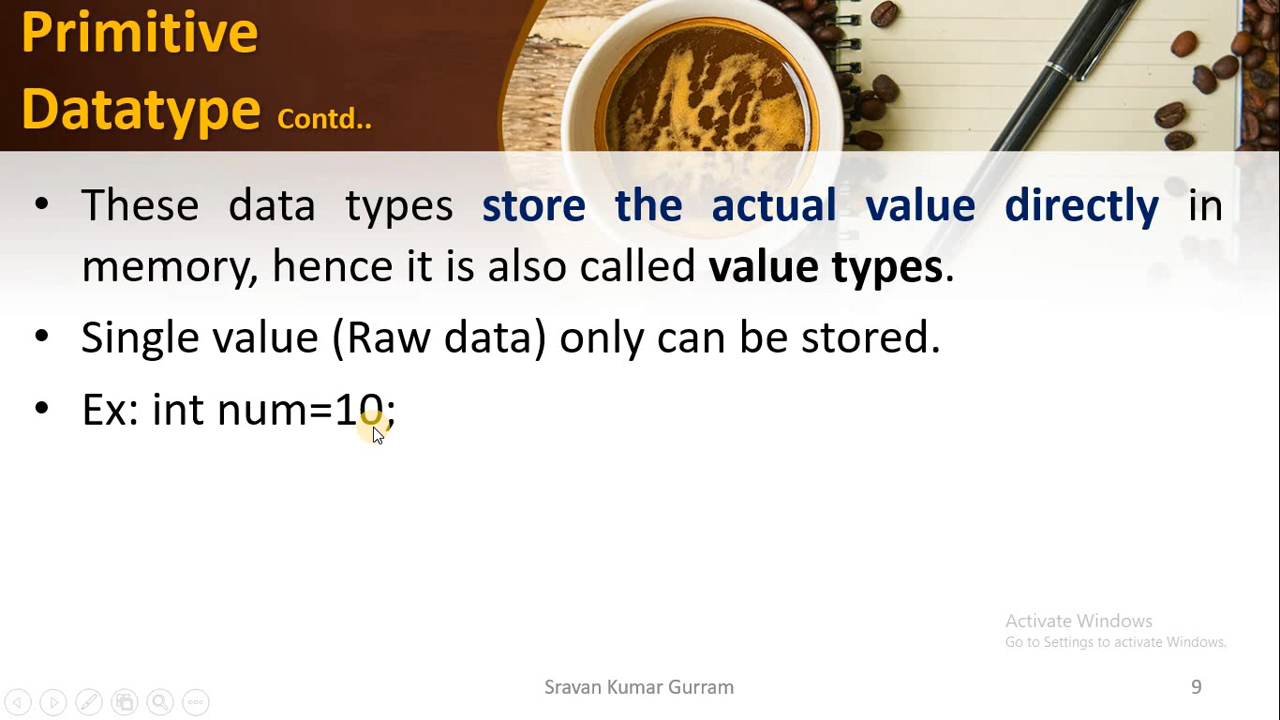 Primitive
Datatype Contd..
• These data types store the actual value directly in
memory, hence it is also called value types.
• Single value (Raw data) only can be stored.
• Ex: int num=10;
Activate Windows
Go to Settings to activate Windows.
Sravan Kumar Gurram
9